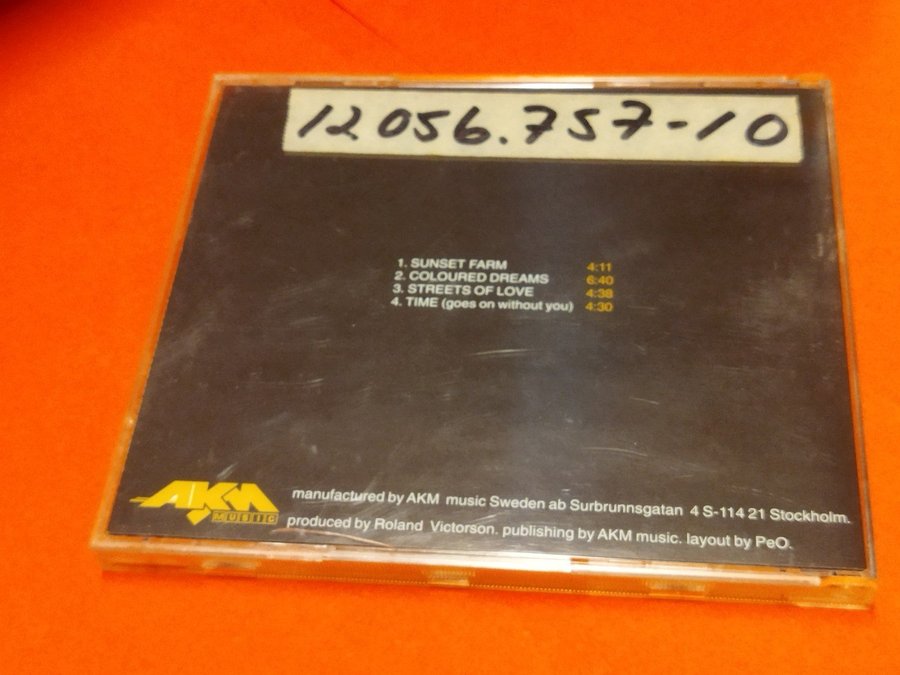 12056.757-10
1. SUNSET FARM 4:11
2. COLOURED DREAMS 6:40
3. STREETS OF LOVE 4:38
4. TIME (goes on without you) 4:30
AKM
MUSIC
manufactured by AKM music Sweden ab Surbrunnsgatan 4 S-114 21 Stockholm.
produced by Roland Victorson. publishing by AKM music. layout by PeO.